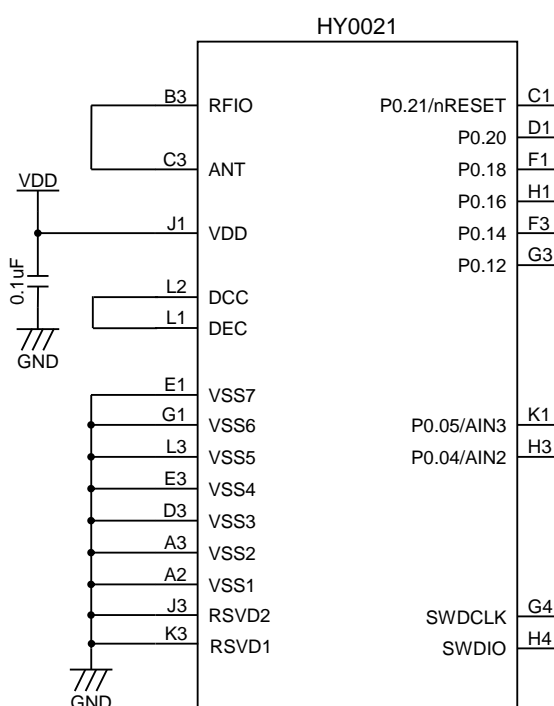 HY0021
B3 RFIO P0.21/nRESET C1
P0.20 D1
C3 ANT P0.18 F1
VDD
P0.16 H1
J1 VDD P0.14 F3
P0.12 G3
0.1uF
L2 DCC
L1 DEC
GND
E1 VSS7
G1 VSS6 P0.05/AIN3 K1
L3 VSS5 P0.04/AIN2 H3
E3 VSS4
D3 VSS3
A3 VSS2
A2 VSS1
J3 RSVD2 SWDCLK G4
K3 RSVD1 SWDIO H4
GND